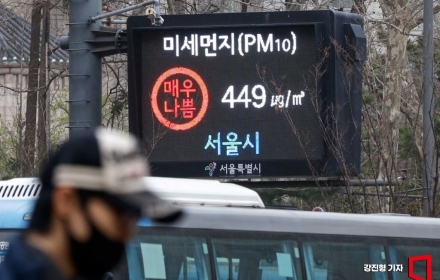 미세먼지(PM10)
매우
나쁨
449 ㎍/㎥
서울시
서울특별시
강진형 기자